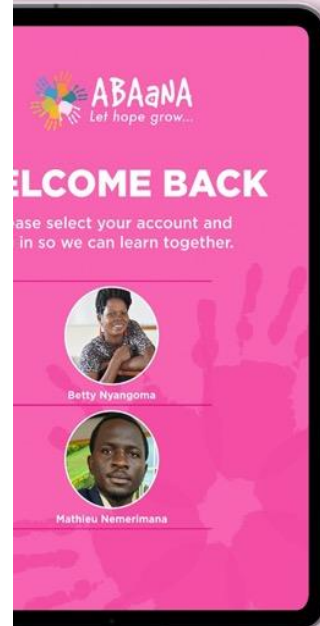 ABAaNA
Let hope grow...
ELCOME BACK
ase select your account and
in so we can learn together.
Betty Nyangoma
Mathieu Nemerimana